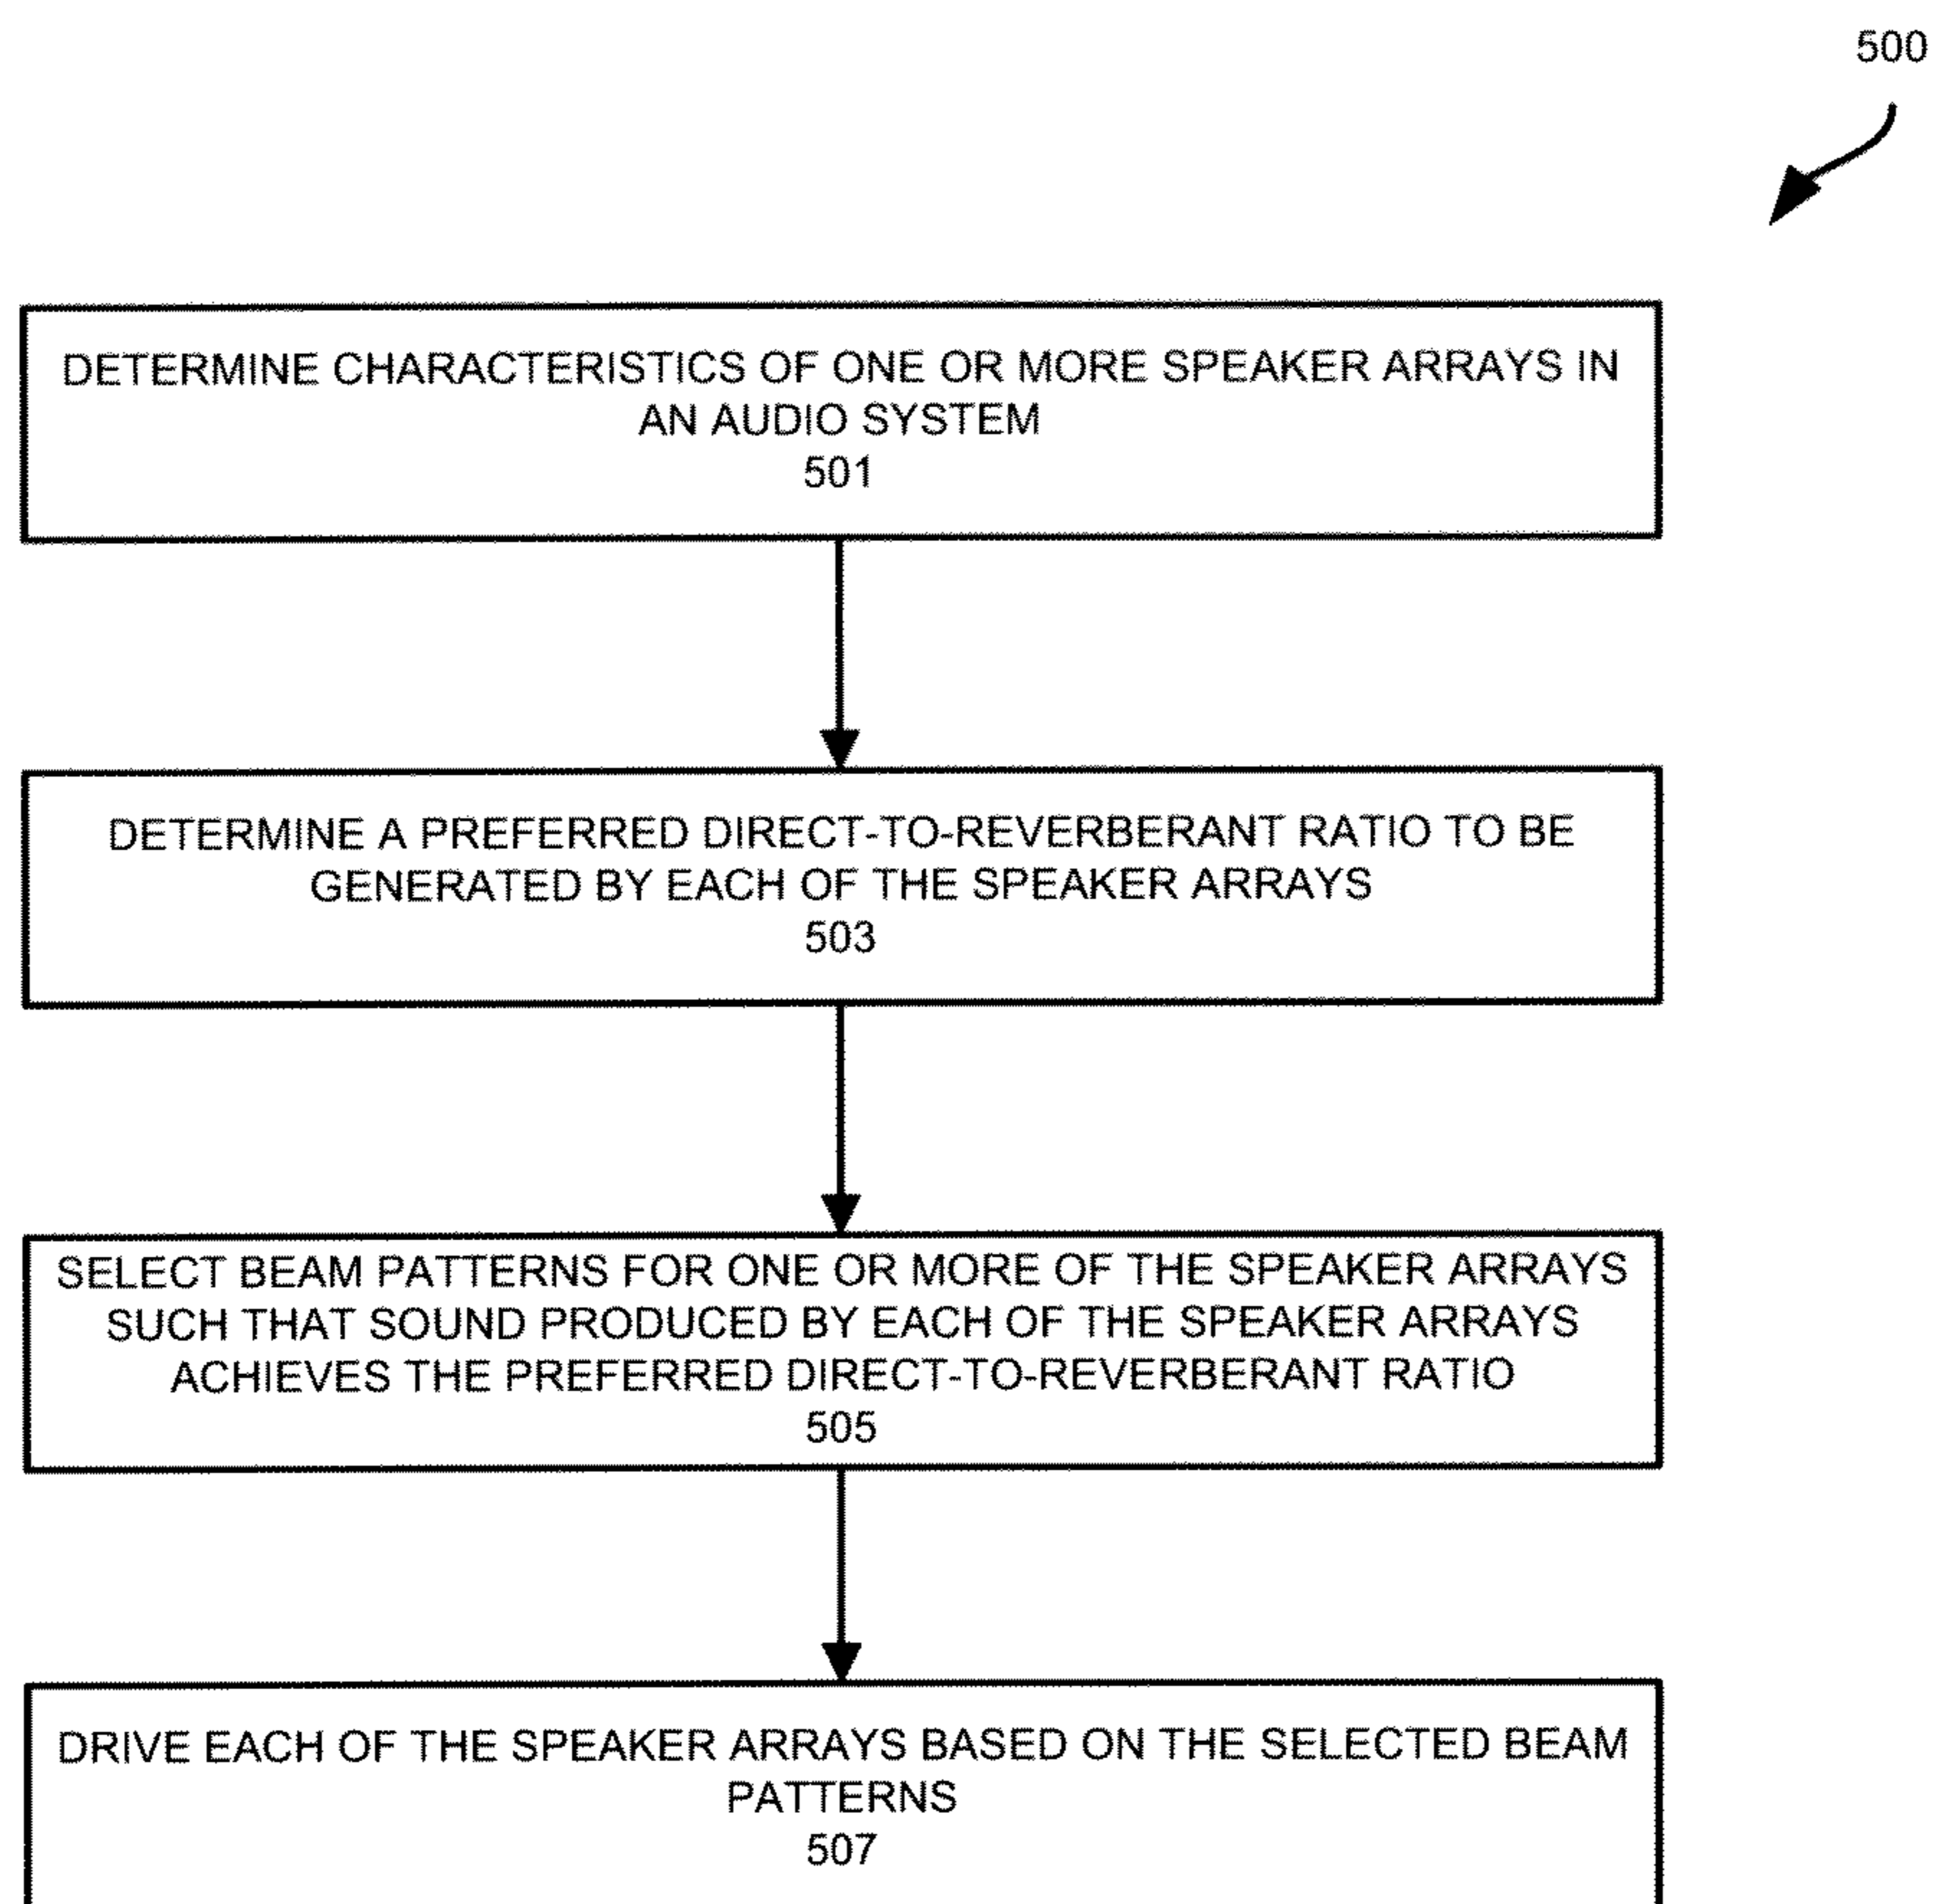 500
DETERMINE CHARACTERISTICS OF ONE OR MORE SPEAKER ARRAYS IN
AN AUDIO SYSTEM
501
DETERMINE A PREFERRED DIRECT-TO-REVERBERANT RATIO TO BE
GENERATED BY EACH OF THE SPEAKER ARRAYS
503
SELECT BEAM PATTERNS FOR ONE OR MORE OF THE SPEAKER ARRAYS
SUCH THAT SOUND PRODUCED BY EACH OF THE SPEAKER ARRAYS
ACHIEVES THE PREFERRED DIRECT-TO-REVERBERANT RATIO
505
DRIVE EACH OF THE SPEAKER ARRAYS BASED ON THE SELECTED BEAM
PATTERNS
507